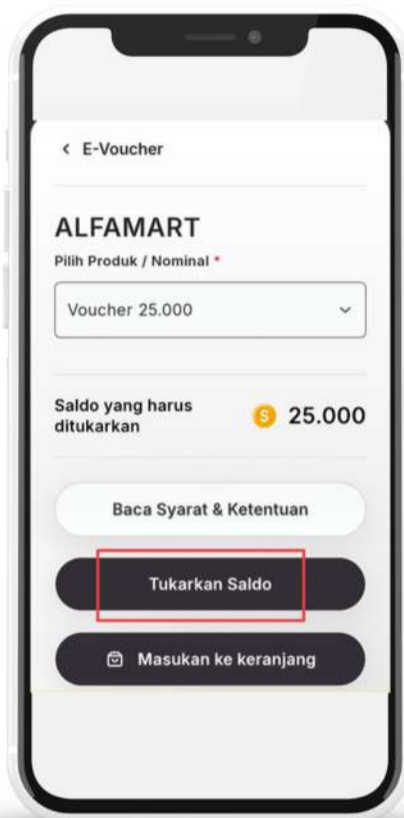 < E-Voucher
ALFAMART
Pilih Produk / Nominal *
Voucher 25.000
Saldo yang harus
ditukarkan
S 25.000
Baca Syarat & Ketentuan
Tukarkan Saldo
Masukan ke keranjang